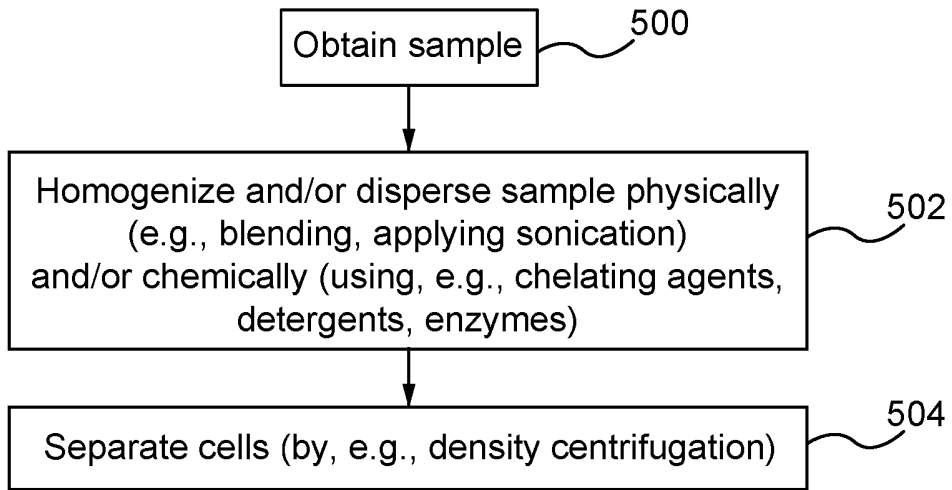 Obtain sample
500
Homogenize and/or disperse sample physically
(e.g., blending, applying sonication)
and/or chemically (using, e.g., chelating agents,
detergents, enzymes)
502
Separate cells (by, e.g., density centrifugation)
504